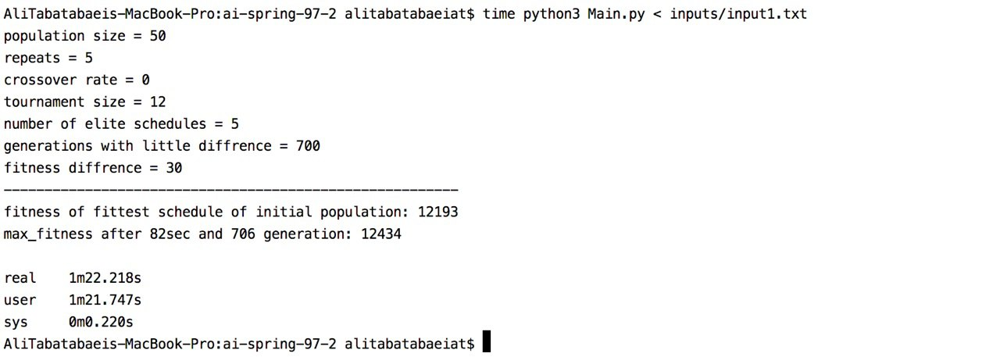 AliTabatabaeis-MacBook-Pro:ai-spring-97-2 alitabatabaeiat$ time python3 Main.py < inputs/input1.txt
population size = 50
repeats = 5
crossover rate = 0
tournament size = 12
number of elite schedules = 5
generations with little diffrence = 700
fitness diffrence = 30
--------------------------------------------------------
fitness of fittest schedule of initial population: 12193
max_fitness after 82sec and 706 generation: 12434
real 1m22.218s
user 1m21.747s
sys 0m0.220s
AliTabatabaeis-MacBook-Pro:ai-spring-97-2 alitabatabaeiat$